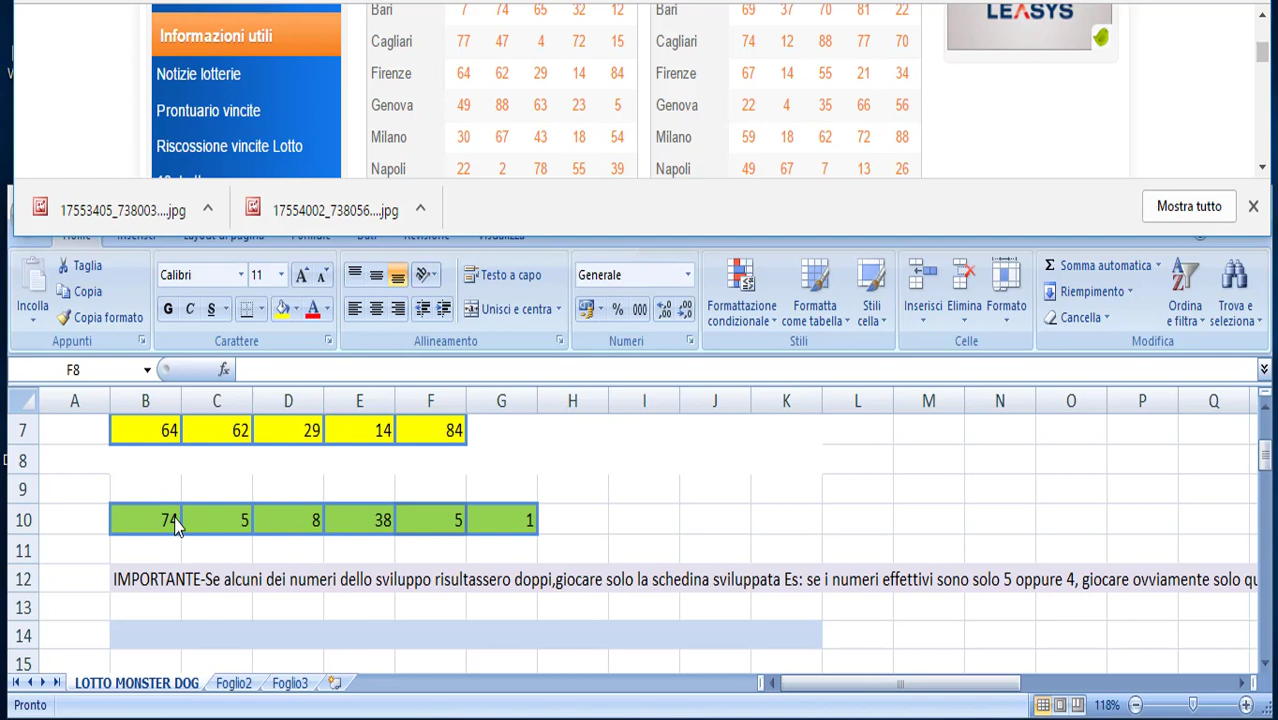 LEASYS
Informazioni utili
Notizie lotterie
Prontuario vincite
Riscossione vincite Lotto
Bari 7 74 65 32 12
Cagliari 77 47 4 72 15
Firenze 64 62 29 14 84
Genova 49 88 63 23 5
Milano 30 67 43 18 54
Napoli 22 2 78 55 39
Bari 69 37 70 81 22
Cagliari 74 12 88 77 70
Firenze 67 14 55 21 34
Genova 22 4 35 66 56
Milano 59 18 62 72 88
Napoli 49 67 7 13 26
17553405_738003....jpg 17554002_738056....jpg Mostra tutto
Home Inserisci Layout di pagina Formule Dati Revisione Visualizza
Incolla
Taglia
Copia
Copia formato
Appunti
Calibri 11
G C S
Carattere
Testo a capo
Unisci e centra
Allineamento
Generale
% 000
Numeri
Formattazione condizionale
Formatta come tabella
Stili cella
Stili
Inserisci Elimina Formato
Celle
Somma automatica
Riempimento
Cancella
Ordina e filtra
Trova e seleziona
Modifica
F8 fx
A B C D E F G H I J K L M N O P Q
7 64 62 29 14 84
8
9
10 74 5 8 38 5 1
11
12 IMPORTANTE-Se alcuni dei numeri dello sviluppo risultassero doppi,giocare solo la schedina sviluppata Es: se i numeri effettivi sono solo 5 oppure 4, giocare ovviamente solo qu
13
14
15
LOTTO MONSTER DOG Foglio2 Foglio3
Pronto 118%